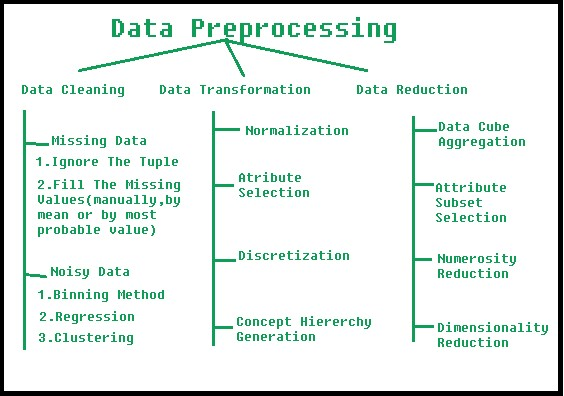 Data Preprocessing
Data Cleaning
Missing Data
1.Ignore The Tuple
2.Fill The Missing
Values(manually,by
mean or by most
probable value)
Noisy Data
1.Binning Method
2.Regression
3.Clustering
Data Transformation
Normalization
Atribute
Selection
Discretization
Concept Hiererchy
Generation
Data Reduction
Data Cube
Aggregation
Attribute
Subset
Selection
Numerosity
Reduction
Dimensionality
Reduction